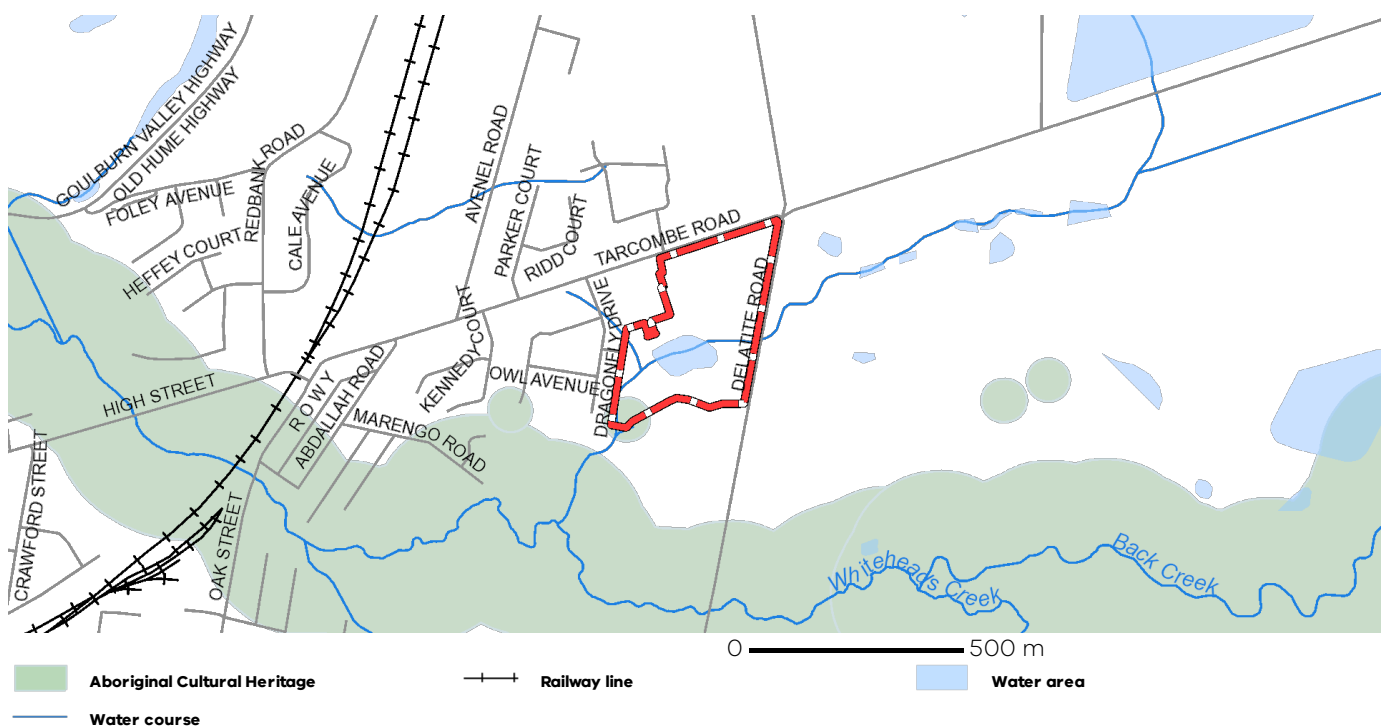 GOULBURN VALLEY HIGHWAY
OLD HUME HIGHWAY
FOLEY AVENUE
REDBANK ROAD
CALE AVENUE
HEFFEY COURT
AVENEL ROAD
PARKER COURT
RIDD COURT
TARCOMBE ROAD
DELATITE ROAD
DRAGONELY DRIVE
KENNEDY COURT
OWL AVENUE
HIGH STREET
ROWY
ABDALLAH ROAD
MARENGO ROAD
CRAWFORD STREET
OAK STREET
Whiteheads Creek
Back Creek
0 500 m
Aboriginal Cultural Heritage
Railway line
Water area
Water course